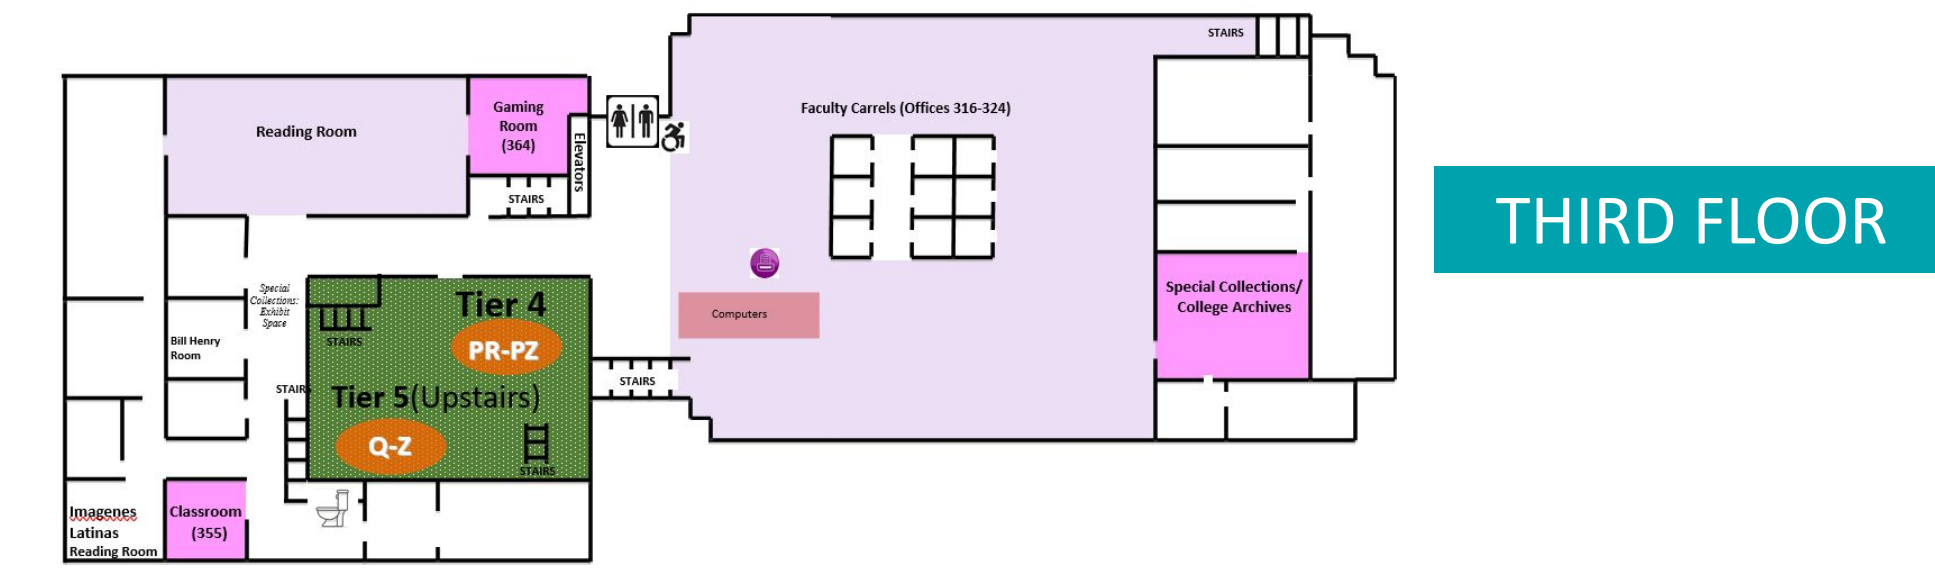 STAIRS
Gaming
Room
(364)
Reading Room
Elevators
STAIRS
Faculty Carrels (Offices 316-324)
THIRD FLOOR
Special
Collections:
Exhibit
Space
Tier 4
STAIRS
PR-PZ
Bill Henry
Room
Computers
Special Collections/
College Archives
STAIRS
STAIRS
Tier 5(Upstairs)
Q-Z
STAIRS
Imagenes
Latinas
Reading Room
Classroom
(355)